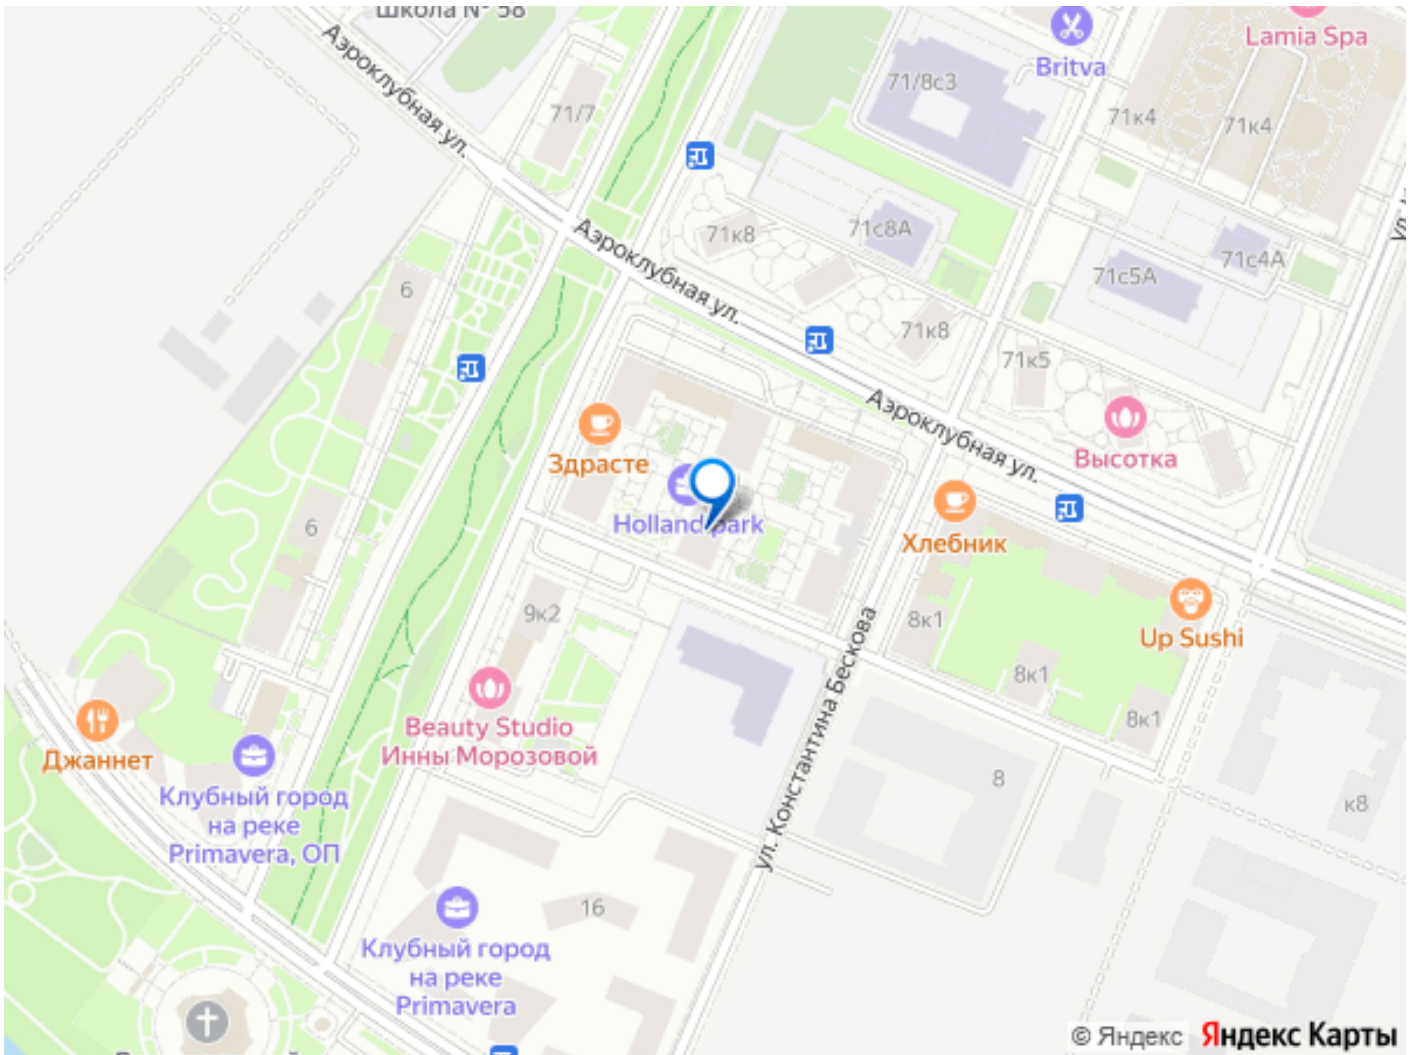 Школа № 58
Lamia Spa
Britva
Аэроклубная ул.
71/7
71/8с3
71к4
71к4
71к8
71с8А
71с5А
71с4А
Аэроклубная ул.
71к8
71к5
6
Аэроклубная ул.
Высотка
Здрасте
Holland park
Хлебник
6
9к2
8к1
Up Sushi
ул. Константина Бескова
8к1
8к1
Beauty Studio
Инны Морозовой
Джаннет
Клубный город
на реке
Primavera, ОП
8
к8
16
Клубный город
на реке
Primavera
© Яндекс Яндекс Карты